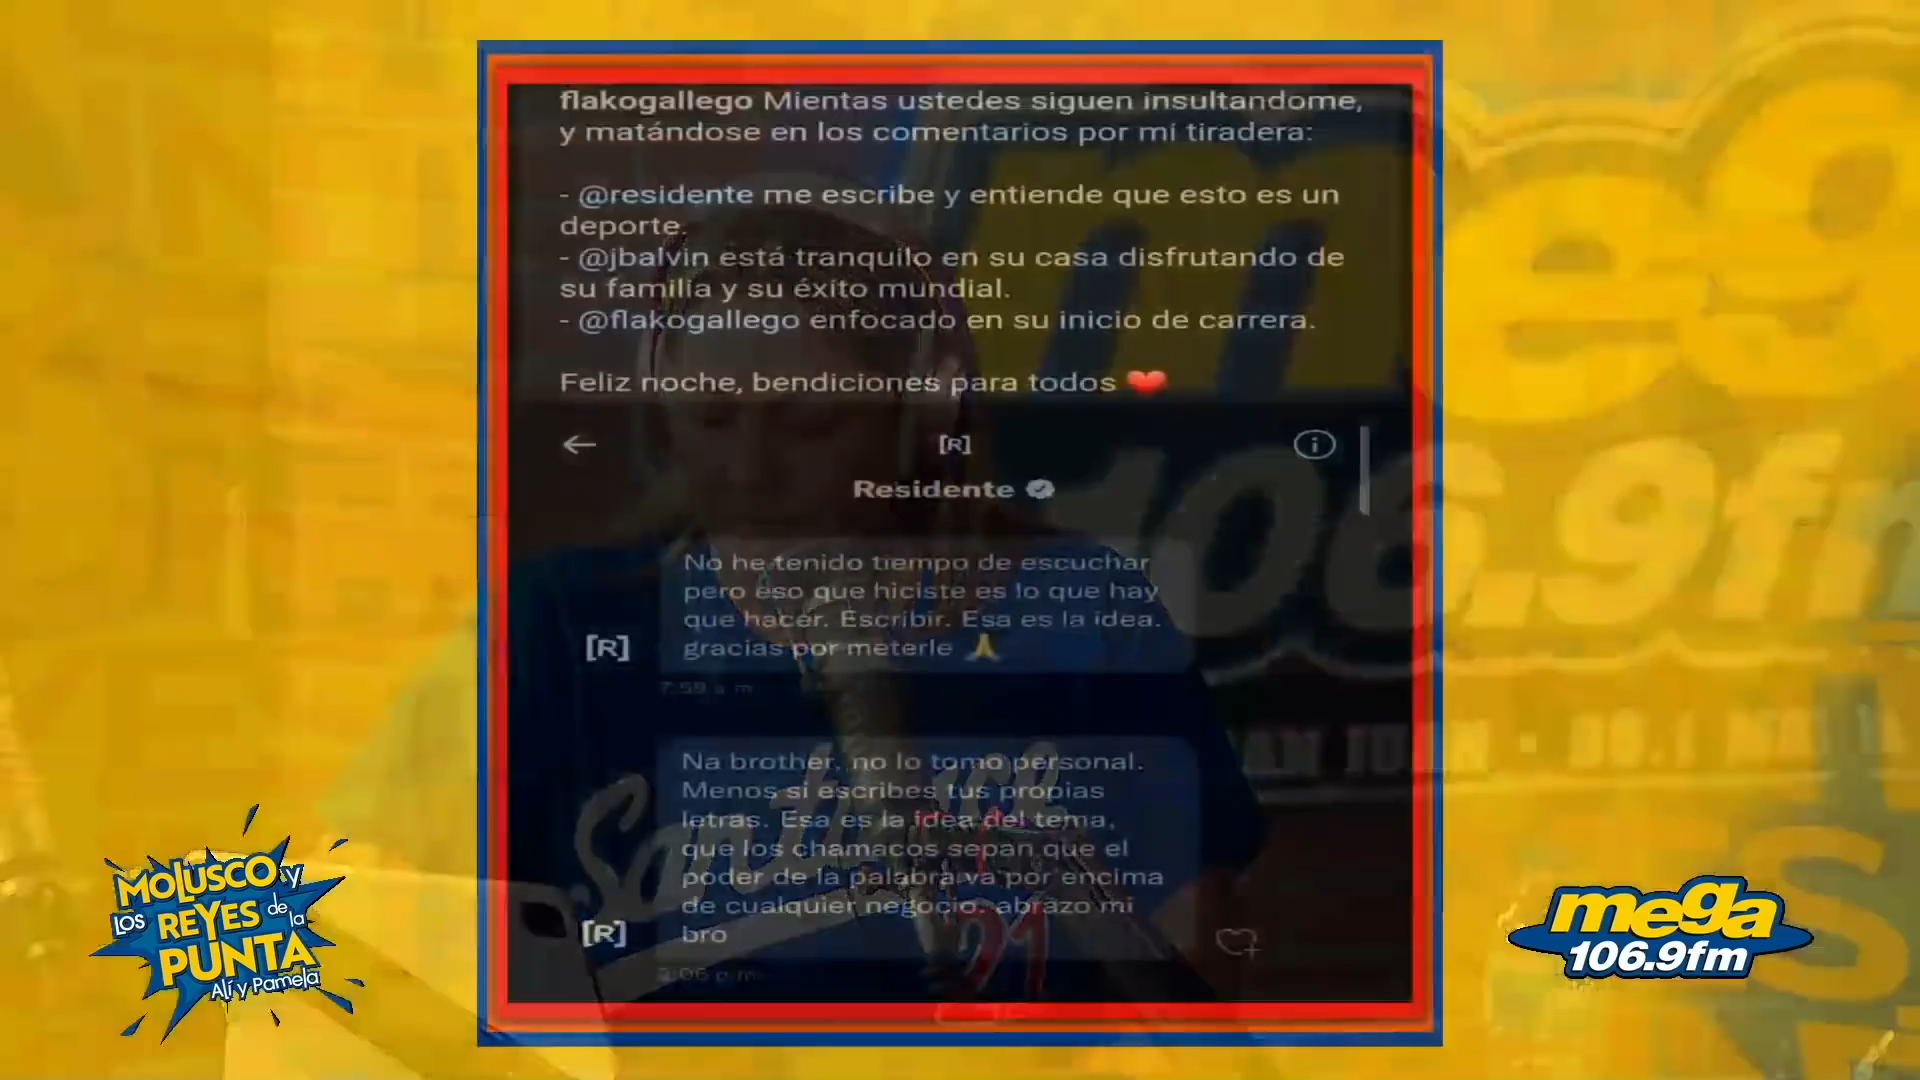 flakogallego Mientas ustedes siguen insultandome,
y matándose en los comentarios por mi tiradera:
- @residente me escribe y entiende que esto es un
deporte.
- @jbalvin está tranquilo en su casa disfrutando de
su familia y su éxito mundial.
- @flakogallego enfocado en su inicio de carrera.
Feliz noche, bendiciones para todos ❤️
[R]
Residente
No he tenido tiempo de escuchar
pero eso que hiciste es lo que hay
que hacer. Escribir. Esa es la idea.
gracias por meterle 🙏
[R]
7:59 a. m.
Na brother, no lo tomo personal.
Menos si escribes tus propias
letras. Esa es la idea del tema,
que los chamacos sepan que el
poder de la palabra va por encima
de cualquier negocio. abrazo mi
bro
[R]
mega
106.9fm
21
MOLUSCO y
LOS REYES de la
PUNTA
Alí y Pamela
mega
106.9fm